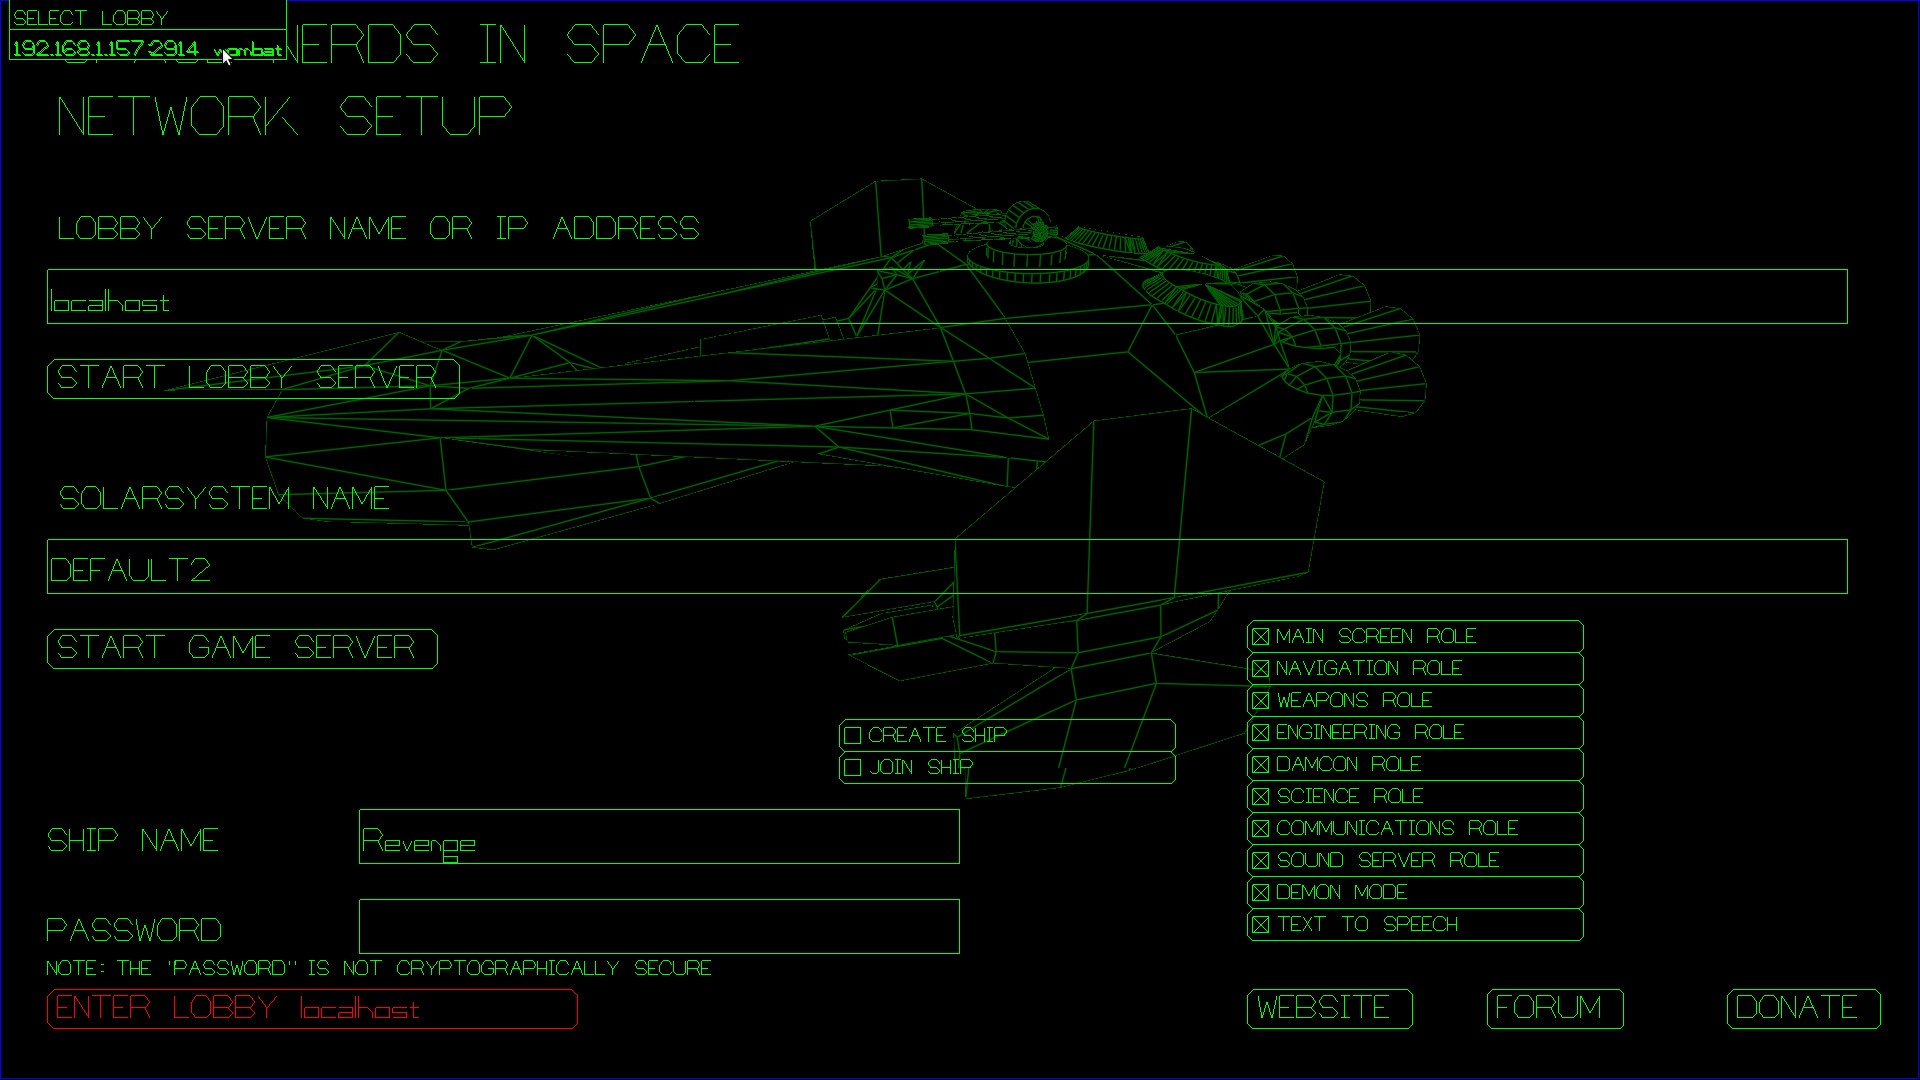 SELECT LOBBY
192.168.1.157:2914 wombat
NERDS IN SPACE
NETWORK SETUP
LOBBY SERVER NAME OR IP ADDRESS
localhost
START LOBBY SERVER
SOLARSYSTEM NAME
DEFAULT2
START GAME SERVER
MAIN SCREEN ROLE
NAVIGATION ROLE
WEAPONS ROLE
ENGINEERING ROLE
DAMCON ROLE
SCIENCE ROLE
COMMUNICATIONS ROLE
SOUND SERVER ROLE
DEMON MODE
TEXT TO SPEECH
CREATE SHIP
JOIN SHIP
SHIP NAME
Revenge
PASSWORD
NOTE: THE "PASSWORD" IS NOT CRYPTOGRAPHICALLY SECURE
ENTER LOBBY localhost
WEBSITE
FORUM
DONATE